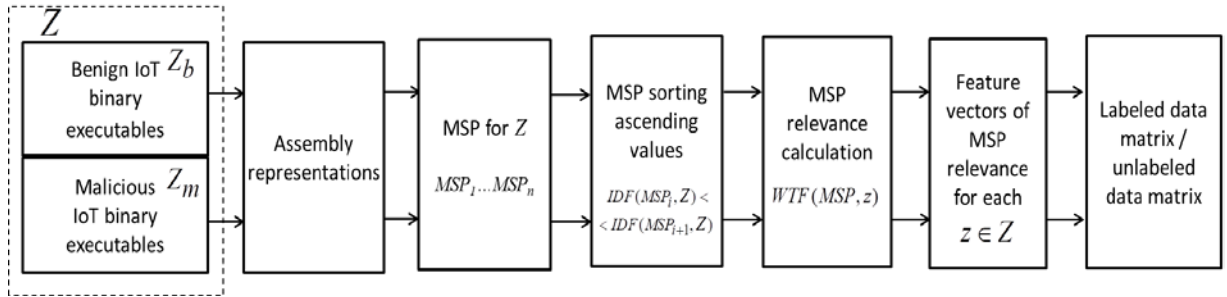 Z
Benign IoT Z_b
binary
executables
Malicious Z_m
IoT binary
executables
Assembly
representations
MSP for Z
MSP_1...MSP_n
MSP sorting
ascending
values
IDF(MSP_i, Z) <
< IDF(MSP_{i+1}, Z)
MSP
relevance
calculation
WTF(MSP, z)
Feature
vectors of
MSP
relevance
for each
z ∈ Z
Labeled data
matrix /
unlabeled
data matrix